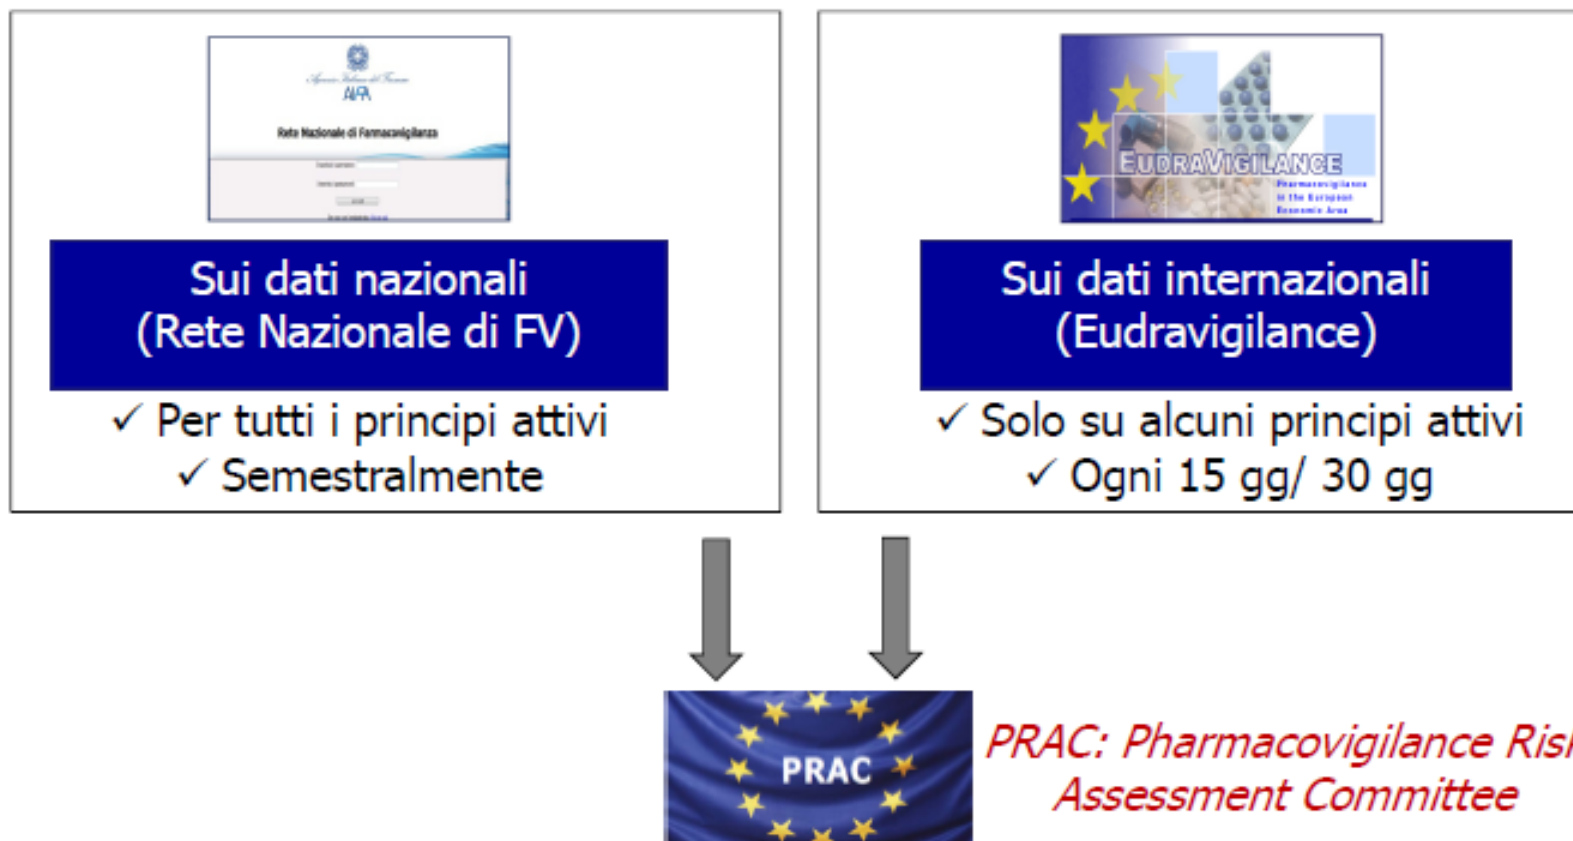 Agenzia Italiana del Farmaco
AIFA
Rete Nazionale di Farmacovigilanza
Sui dati nazionali
(Rete Nazionale di FV)
✓ Per tutti i principi attivi
✓ Semestralmente
EUDRAVIGILANCE
Pharmacovigilance
in the European
Economic Area
Sui dati internazionali
(Eudravigilance)
✓ Solo su alcuni principi attivi
✓ Ogni 15 gg/ 30 gg
PRAC
PRAC: Pharmacovigilance Risk
Assessment Committee